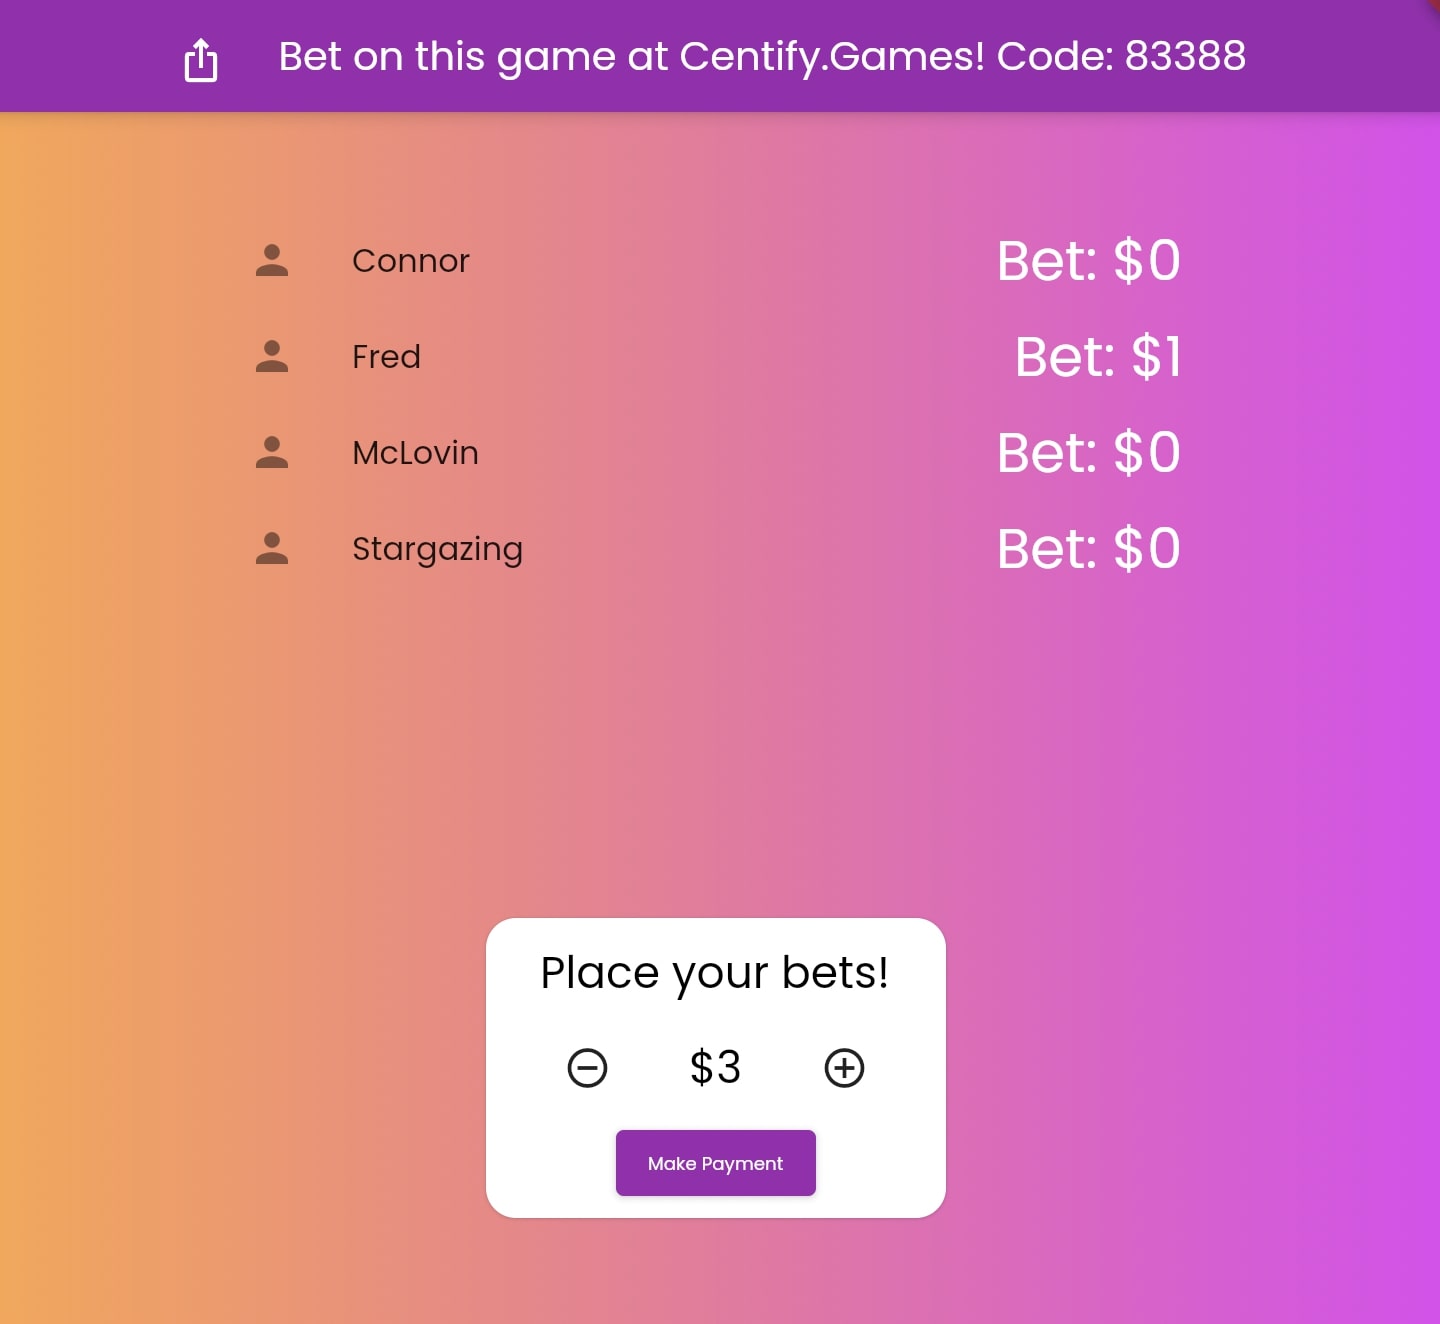 Bet on this game at Centify.Games! Code: 83388
Connor Bet: $0
Fred Bet: $1
McLovin Bet: $0
Stargazing Bet: $0
Place your bets!
$3
Make Payment